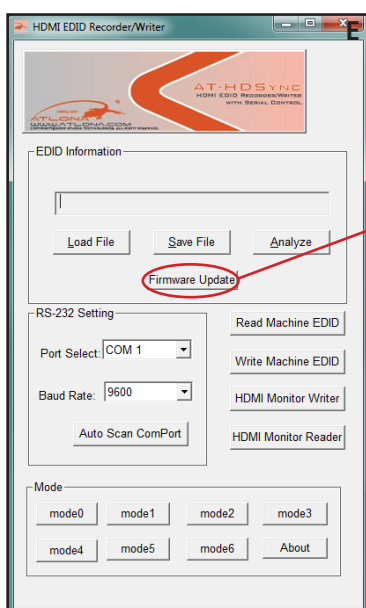 HDMI EDID Recorder/Writer
E
AT-HDSYNC
HDMI EDID RECORDER/WRITER
WITH SERIAL CONTROL
ATLONA
WWW.ATLONA.COM
EDID Information
Load File Save File Analyze
Firmware Update
RS-232 Setting
Port Select: COM 1
Baud Rate: 9600
Auto Scan ComPort
Read Machine EDID
Write Machine EDID
HDMI Monitor Writer
HDMI Monitor Reader
Mode
mode0 mode1 mode2 mode3
mode4 mode5 mode6 About